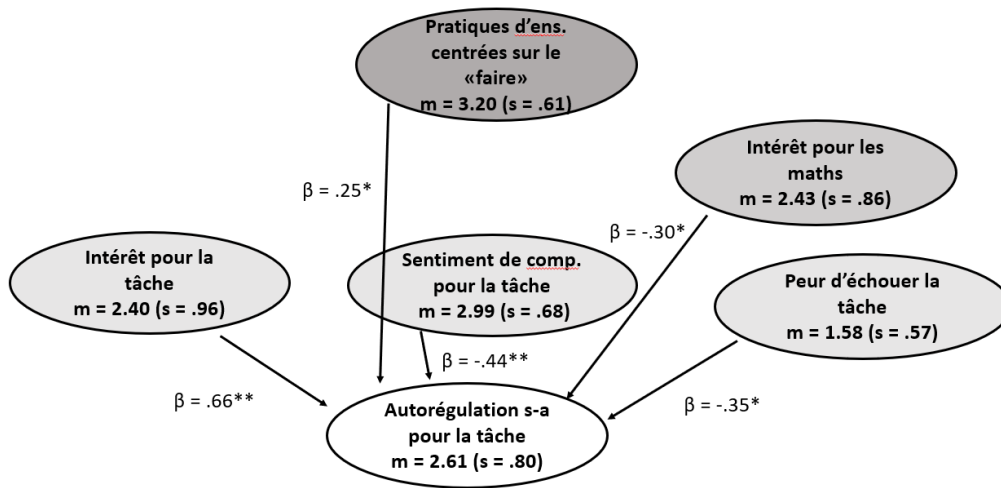 Pratiques d'ens.
centrées sur le
«faire»
m = 3.20 (s = .61)
Intérêt pour les
maths
m = 2.43 (s = .86)
β = .25*
β = -.30*
Intérêt pour la
tâche
m = 2.40 (s = .96)
Sentiment de comp.
pour la tâche
m = 2.99 (s = .68)
Peur d'échouer la
tâche
m = 1.58 (s = .57)
β = -.44**
β = .66**
β = -.35*
Autorégulation s-a
pour la tâche
m = 2.61 (s = .80)